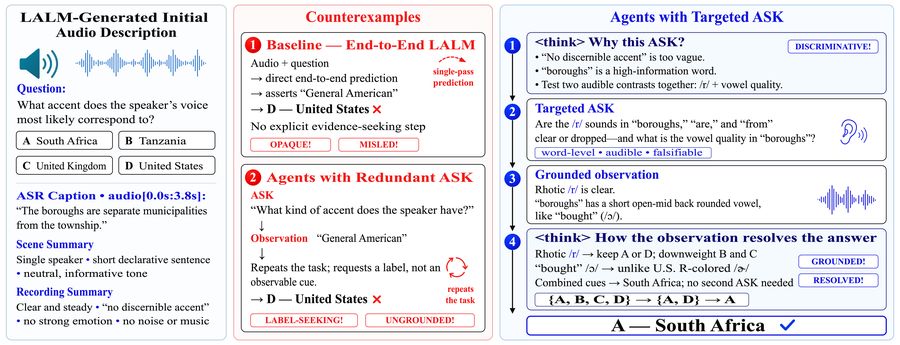 LALM-Generated Initial
Audio Description
Question:
What accent does the speaker's voice
most likely correspond to?
A South Africa
B Tanzania
C United Kingdom
D United States
ASR Caption • audio[0.0s:3.8s]:
"The boroughs are separate municipalities
from the township."
Scene Summary
Single speaker • short declarative sentence
• neutral, informative tone
Recording Summary
Clear and steady • "no discernible accent"
• no strong emotion • no noise or music
Counterexamples
1 Baseline — End-to-End LALM
Audio + question
→ direct end-to-end prediction
→ asserts "General American"
→ D — United States ✕
single-pass
prediction
No explicit evidence-seeking step
OPAQUE!
MISLED!
2 Agents with Redundant ASK
ASK
"What kind of accent does the speaker have?"
↓
Observation "General American"
↓
Repeats the task; requests a label, not an
observable cue.
→ D — United States ✕
repeats
the task
LABEL-SEEKING!
UNGROUNDED!
Agents with Targeted ASK
1 <think> Why this ASK?
• "No discernible accent" is too vague.
• "boroughs" is a high-information word.
• Test two audible contrasts together: /r/ + vowel quality.
DISCRIMINATIVE!
2 Targeted ASK
Are the /r/ sounds in "boroughs," "are," and "from"
clear or dropped—and what is the vowel quality in "boroughs"?
word-level • audible • falsifiable
3 Grounded observation
Rhotic /r/ is clear.
"boroughs" has a short open-mid back rounded vowel,
like "bought" (/ɔ/).
4 <think> How the observation resolves the answer
Rhotic /r/ → keep A or D; downweight B and C
"bought" /ɔ/ → unlike U.S. R-colored /ɚ/
Combined cues → South Africa; no second ASK needed
{A, B, C, D} → {A, D} → A
GROUNDED!
RESOLVED!
A — South Africa ✓